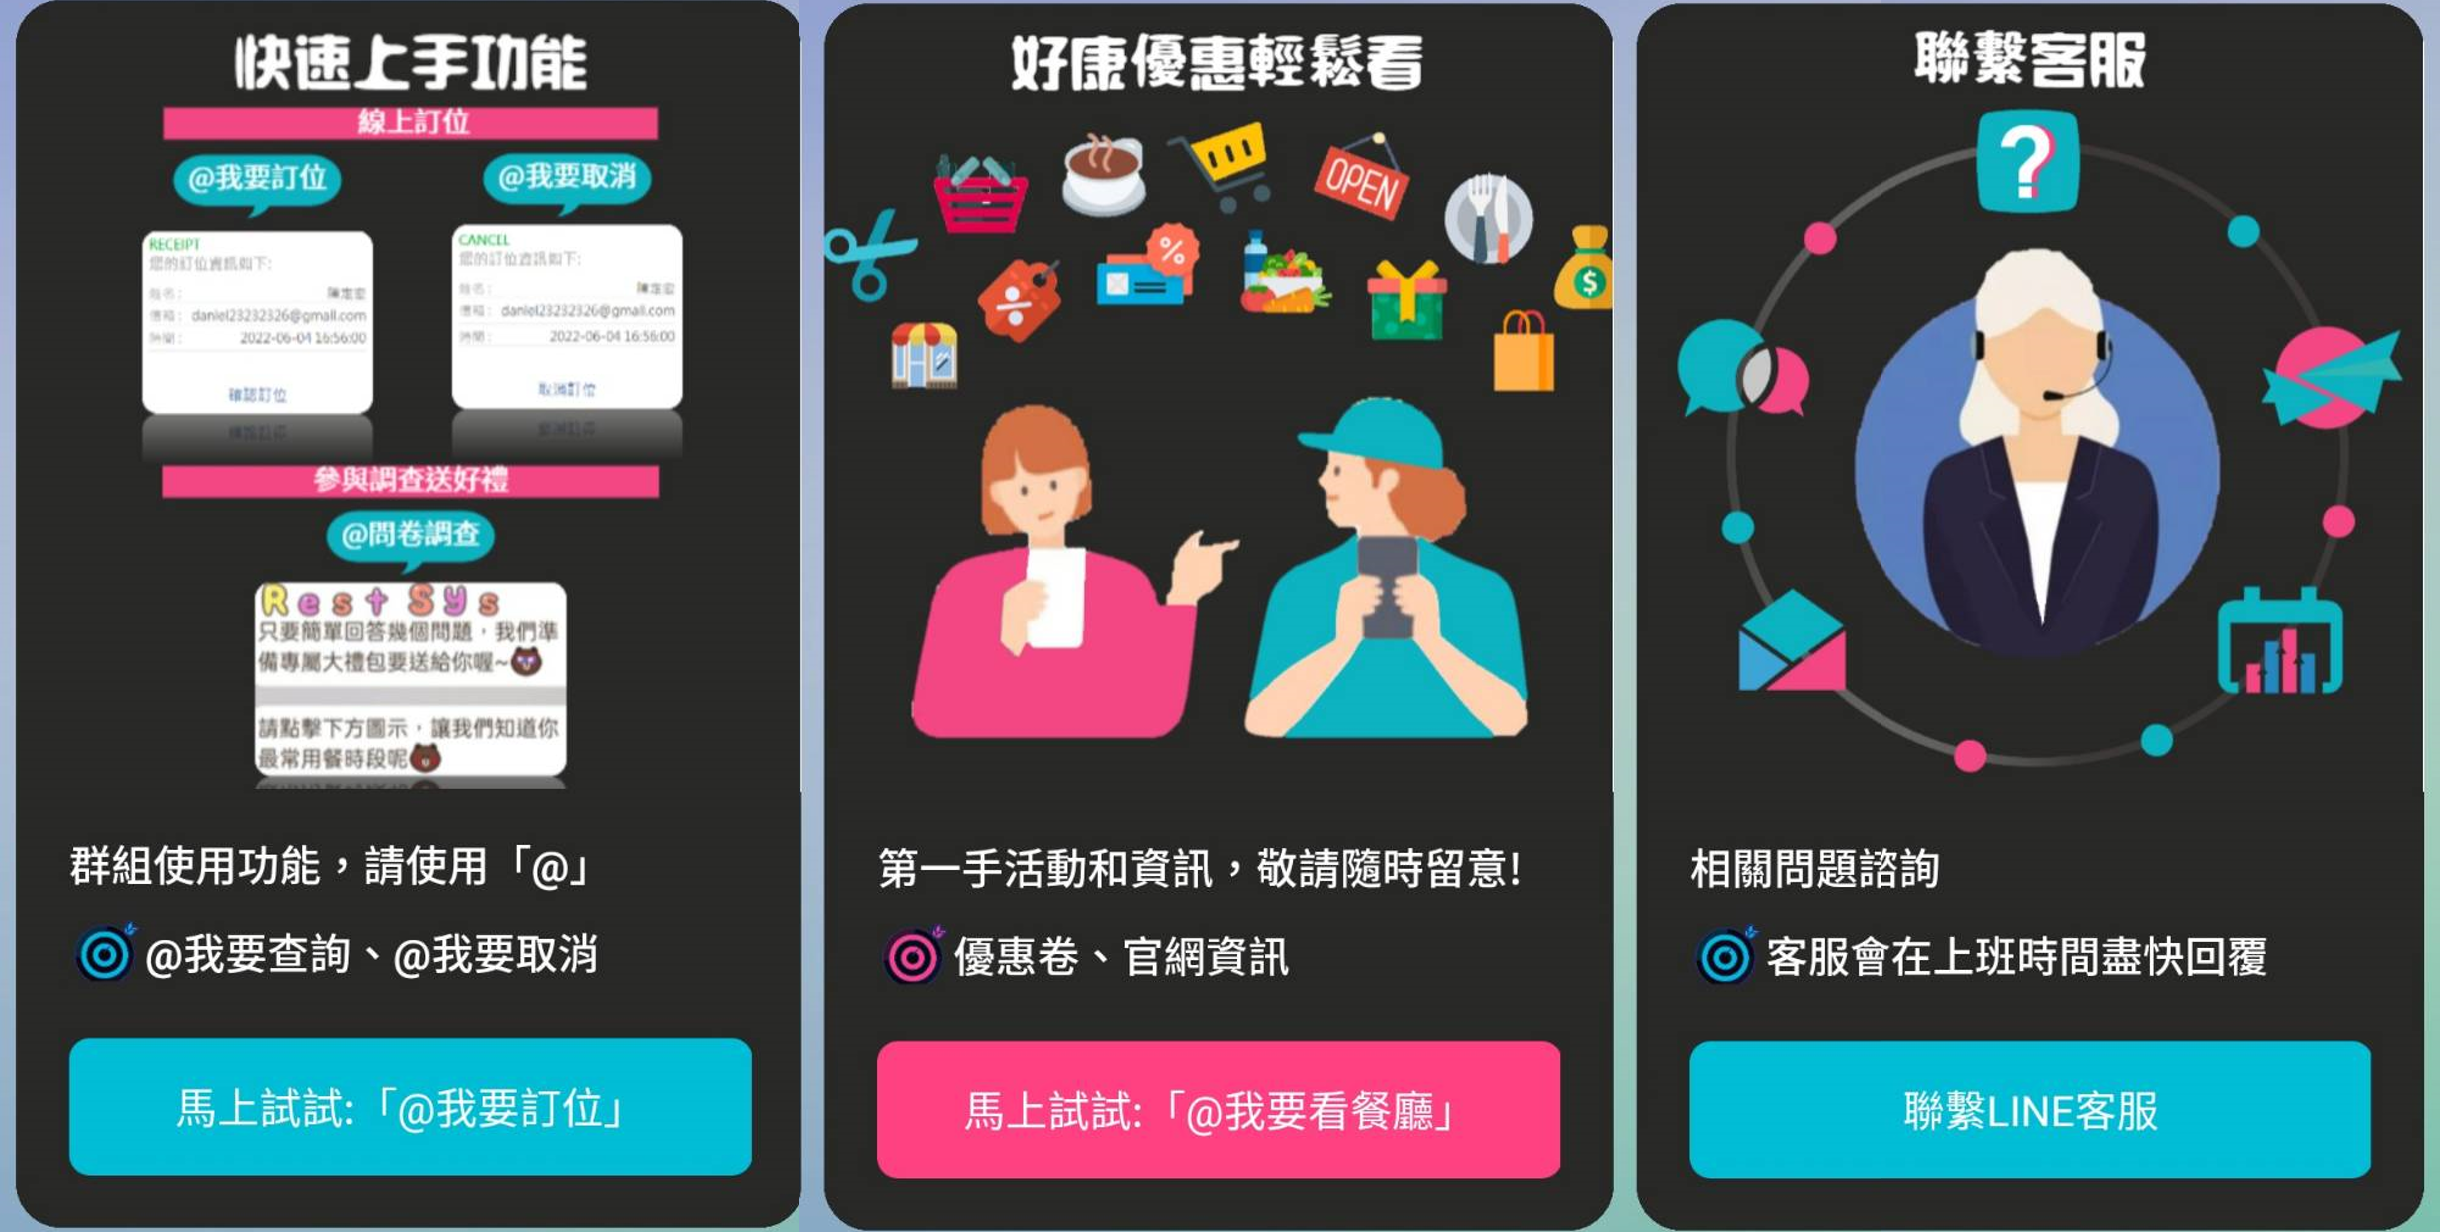 快速上手功能
線上訂位
@我要訂位
@我要取消
RECEIPT
您的訂位資訊如下:
姓名:
信箱: daniel23232326@gmail.com
時間: 2022-06-04 16:56:00
確認訂位
CANCEL
您的訂位資訊如下:
姓名:
信箱: daniel23232326@gmail.com
時間: 2022-06-04 16:56:00
取消訂位
參與調查送好禮
@問卷調查
Rest Sys
只要簡單回答幾個問題,我們準
備專屬大禮包要送給你喔~
請點擊下方圖示,讓我們知道你
最常用餐時段呢
群組使用功能,請使用「@」
@我要查詢、@我要取消
馬上試試:「@我要訂位」
好康優惠輕鬆看
OPEN
%
$
第一手活動和資訊,敬請隨時留意!
優惠卷、官網資訊
馬上試試:「@我要看餐廳」
聯繫客服
?
相關問題諮詢
客服會在上班時間盡快回覆
聯繫LINE客服